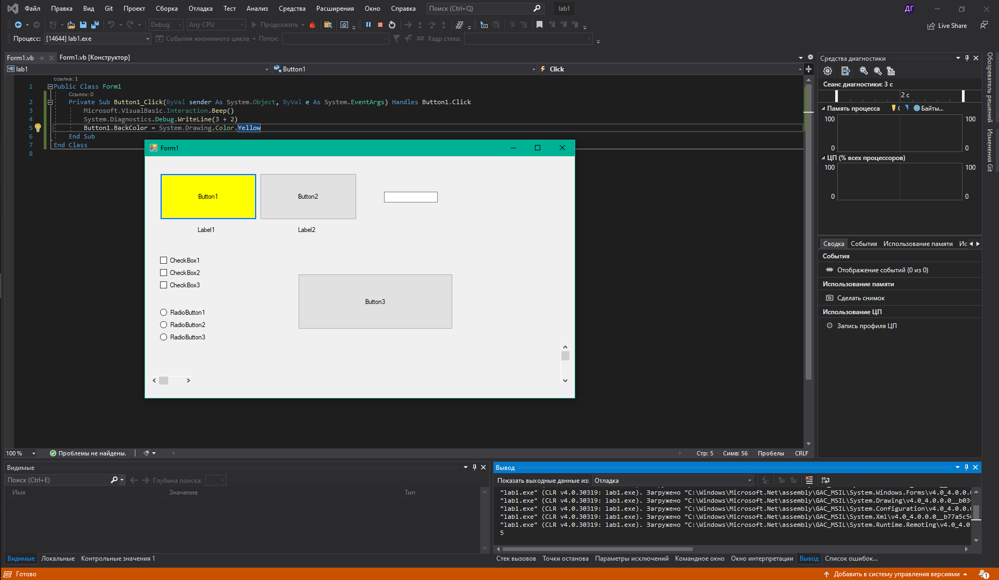 Файл Правка Вид Git Проект Сборка Отладка Тест Анализ Средства Расширения Окно Справка Поиск (Ctrl+Q) lab1 ДГ
Debug Any CPU Продолжить Live Share
Процесс: [14644] lab1.exe События жизненного цикла Поток: Кадр стека:
Form1.vb Form1.vb [Конструктор]
VB lab1 Button1 Click
ссылка: 1
1 Public Class Form1
Ссылок: 0
2 Private Sub Button1_Click(ByVal sender As System.Object, ByVal e As System.EventArgs) Handles Button1.Click
3 Microsoft.VisualBasic.Interaction.Beep()
4 System.Diagnostics.Debug.WriteLine(3 + 2)
5 Button1.BackColor = System.Drawing.Color.Yellow
6 End Sub
7 End Class
8
Form1
Button1 Button2
Label1 Label2
CheckBox1
CheckBox2
CheckBox3
Button3
RadioButton1
RadioButton2
RadioButton3
100 % Проблемы не найдены. Стр: 5 Симв: 56 Пробелы CRLF
Средства диагностики
Сеанс диагностики: 3 с
2 с
Память процесса Байты...
100 100
0 0
ЦП (% всех процессоров)
100 100
0 0
Сводка События Использование памяти Ис
События
Отображение событий (0 из 0)
Использование памяти
Сделать снимок
Использование ЦП
Запись профиля ЦП
Обозреватель решений
Изменения Git
Видимые
Поиск (Ctrl+E) Глубина поиска:
Имя Значение Тип
Видимые Локальные Контрольные значения 1
Вывод
Показать выходные данные из: Отладка
"lab1.exe" (CLR v4.0.30319: lab1.exe). Загружено "C:\Windows\Microsoft.Net\assembly\GAC_MSIL\System.Windows.Forms\v4.0_4.0.0.0
"lab1.exe" (CLR v4.0.30319: lab1.exe). Загружено "C:\Windows\Microsoft.Net\assembly\GAC_MSIL\System.Drawing\v4.0_4.0.0.0__b03f
"lab1.exe" (CLR v4.0.30319: lab1.exe). Загружено "C:\Windows\Microsoft.Net\assembly\GAC_MSIL\System.Configuration\v4.0_4.0.0.0
"lab1.exe" (CLR v4.0.30319: lab1.exe). Загружено "C:\Windows\Microsoft.Net\assembly\GAC_MSIL\System.Xml\v4.0_4.0.0.0__b77a5c56
"lab1.exe" (CLR v4.0.30319: lab1.exe). Загружено "C:\Windows\Microsoft.Net\assembly\GAC_MSIL\System.Runtime.Remoting\v4.0_4.0.
5
Стек вызовов Точки останова Параметры исключений Командное окно Окно интерпретации Вывод Список ошибок...
Готово Добавить в систему управления версиями 1